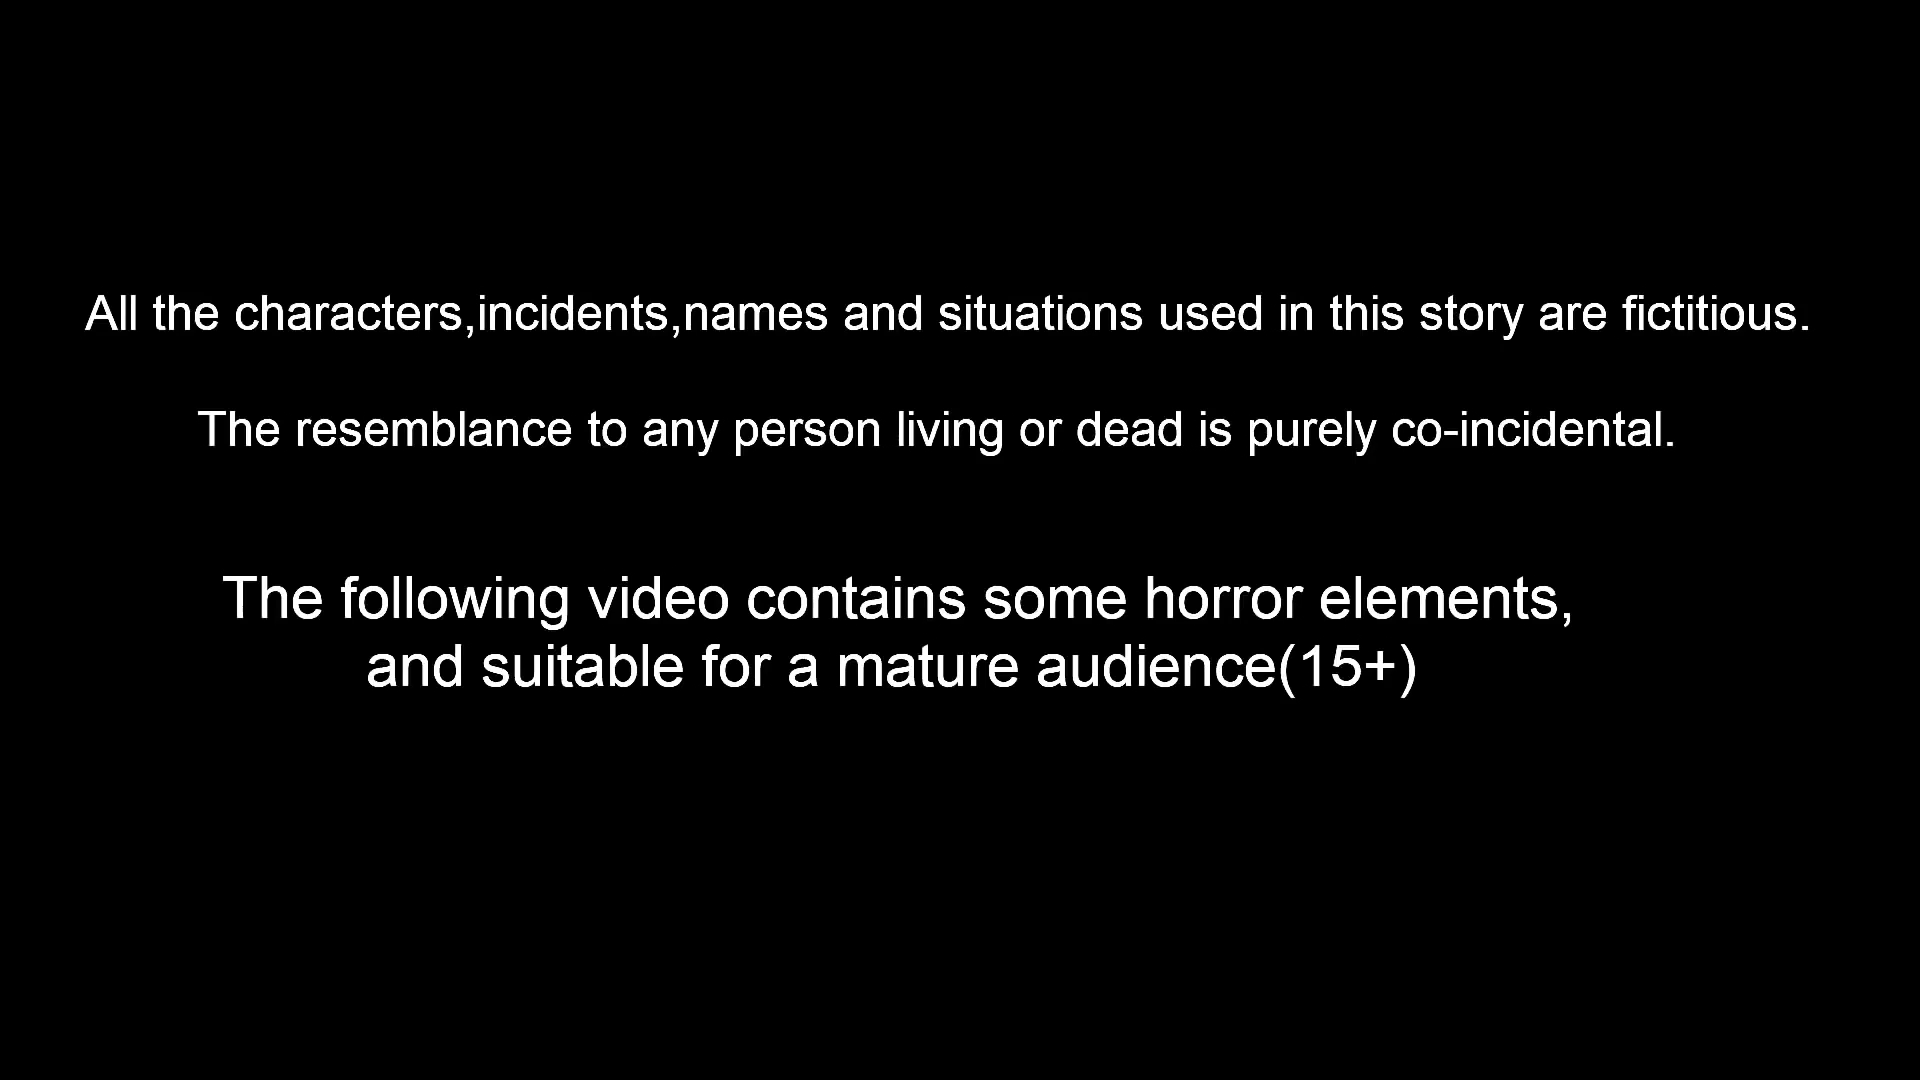 All the characters,incidents,names and situations used in this story are fictitious.
The resemblance to any person living or dead is purely co-incidental.
The following video contains some horror elements,
and suitable for a mature audience(15+)